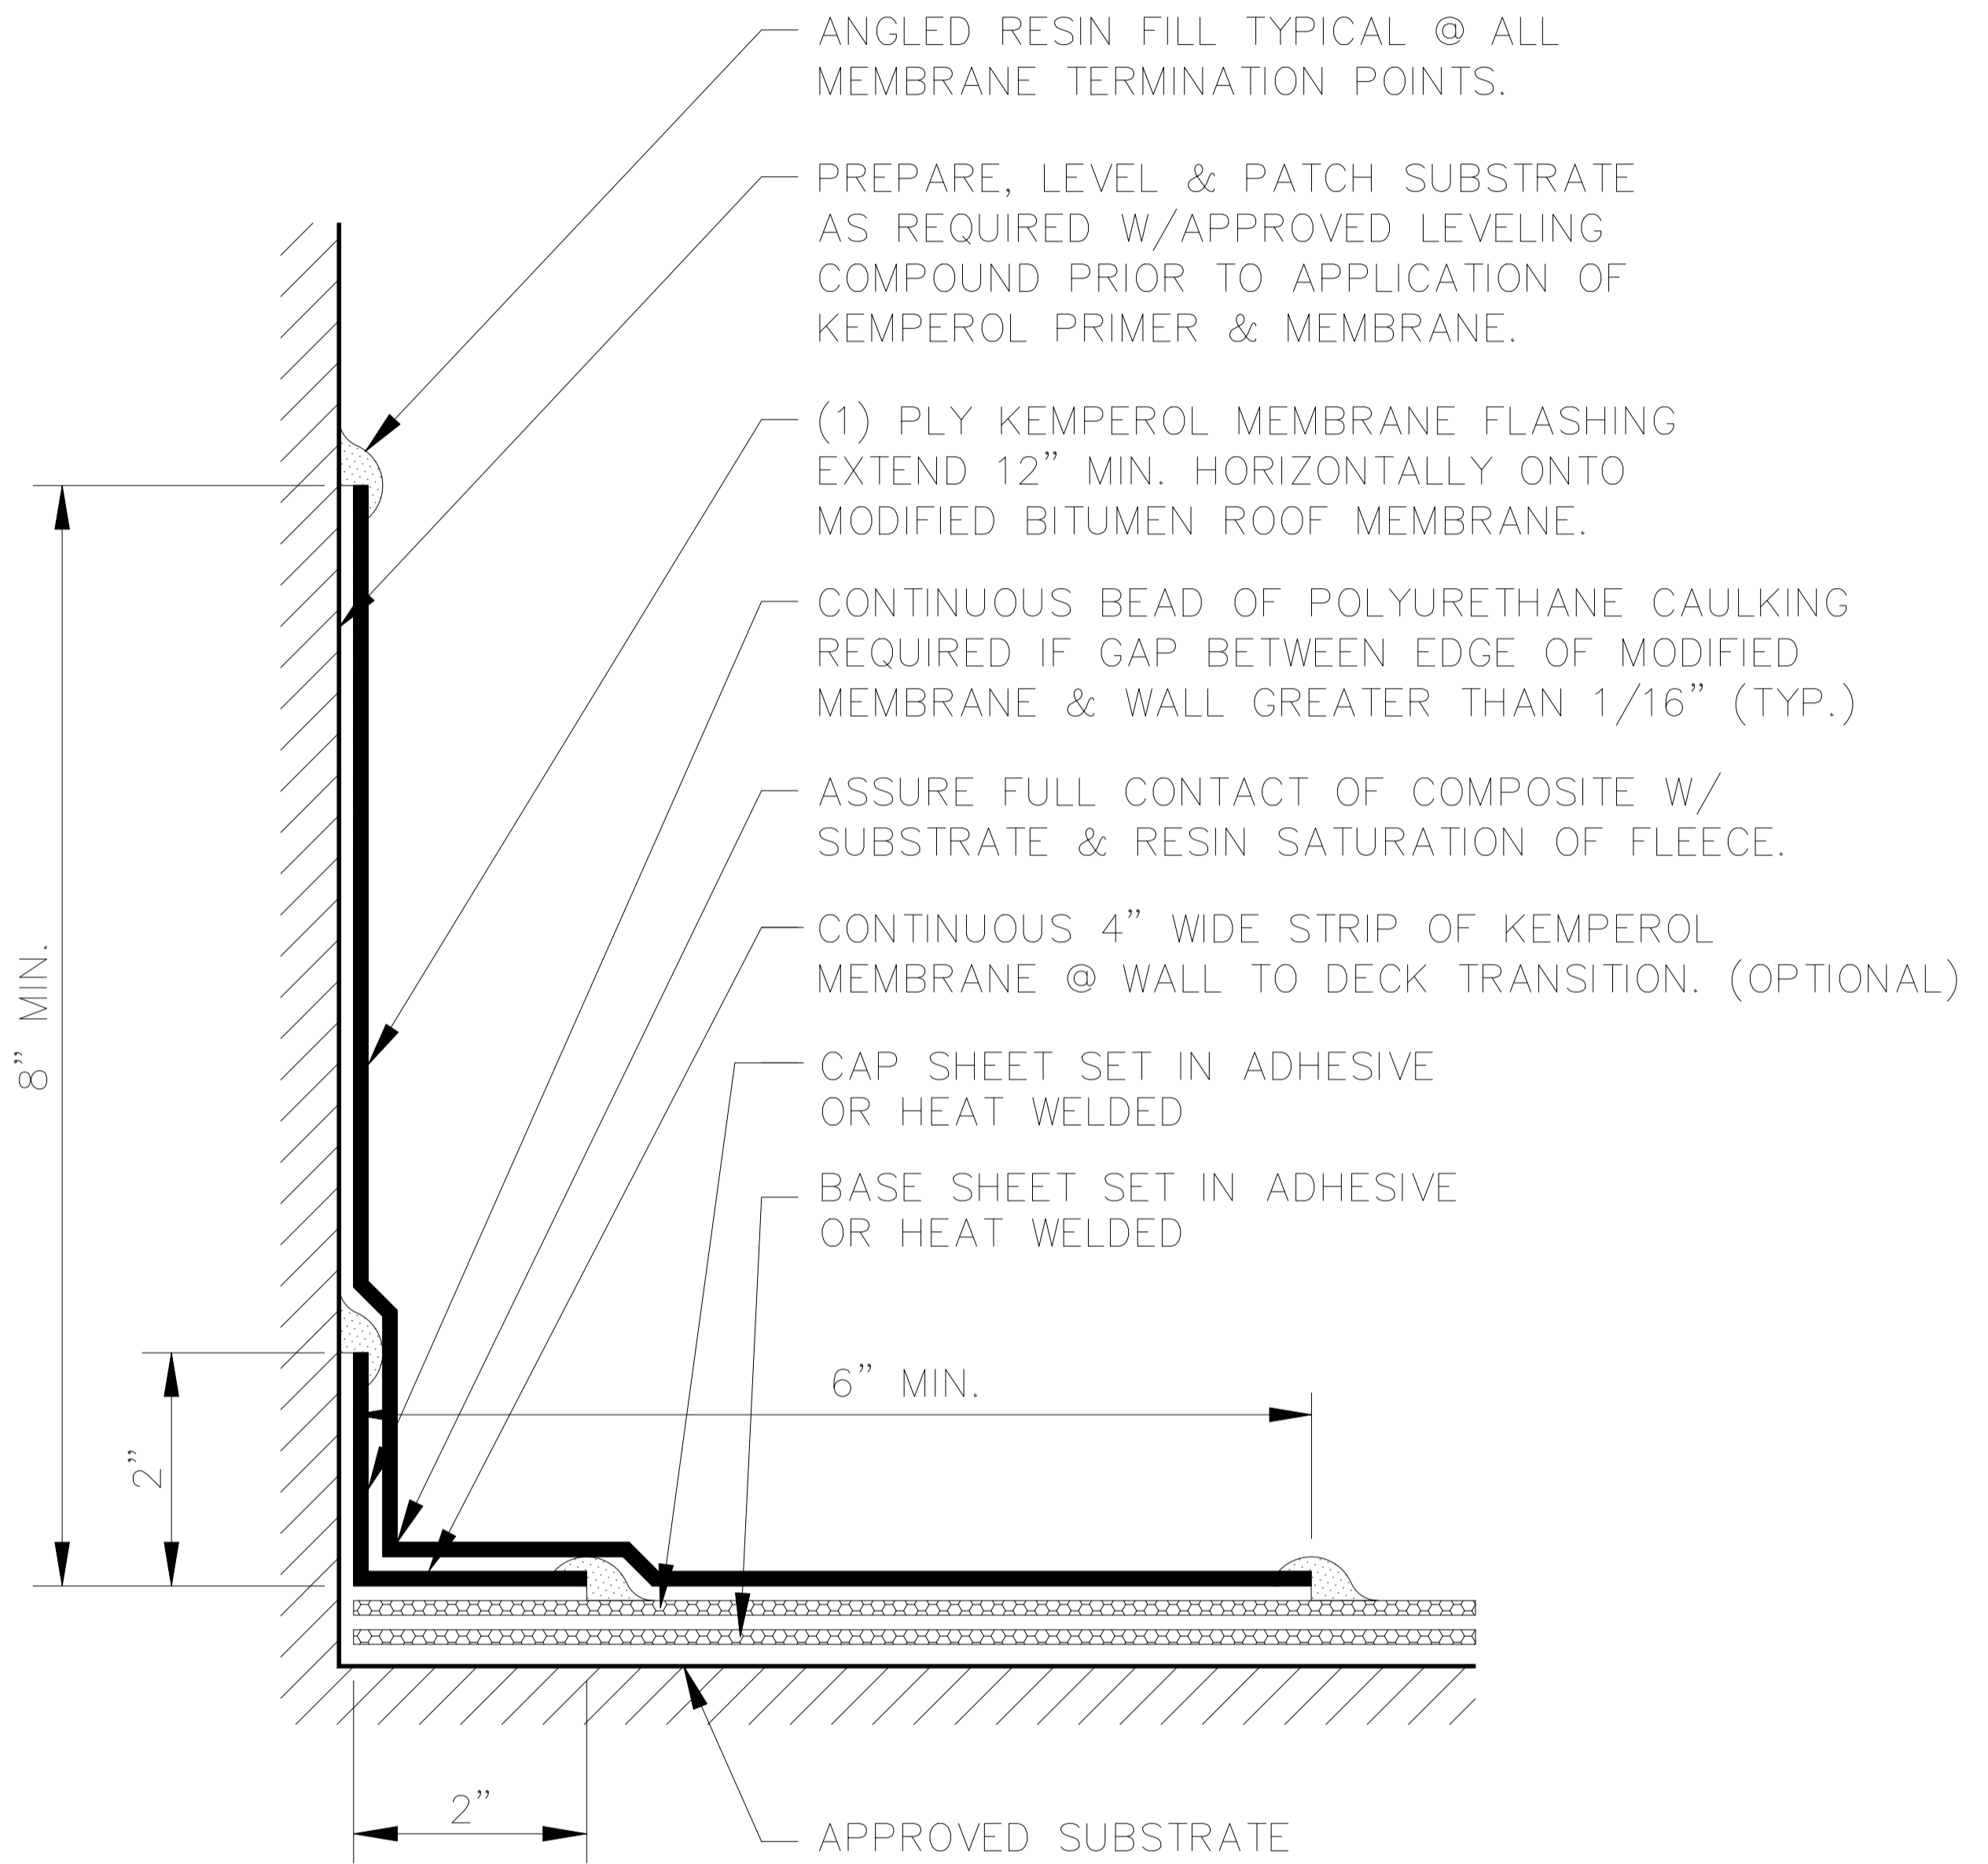 ANGLED RESIN FILL TYPICAL @ ALL
MEMBRANE TERMINATION POINTS.
PREPARE, LEVEL & PATCH SUBSTRATE
AS REQUIRED W/APPROVED LEVELING
COMPOUND PRIOR TO APPLICATION OF
KEMPEROL PRIMER & MEMBRANE.
(1) PLY KEMPEROL MEMBRANE FLASHING
EXTEND 12” MIN. HORIZONTALLY ONTO
MODIFIED BITUMEN ROOF MEMBRANE.
CONTINUOUS BEAD OF POLYURETHANE CAULKING
REQUIRED IF GAP BETWEEN EDGE OF MODIFIED
MEMBRANE & WALL GREATER THAN 1/16” (TYP.)
ASSURE FULL CONTACT OF COMPOSITE W/
SUBSTRATE & RESIN SATURATION OF FLEECE.
CONTINUOUS 4” WIDE STRIP OF KEMPEROL
MEMBRANE @ WALL TO DECK TRANSITION. (OPTIONAL)
CAP SHEET SET IN ADHESIVE
OR HEAT WELDED
BASE SHEET SET IN ADHESIVE
OR HEAT WELDED
8” MIN.
6” MIN.
2”
2”
APPROVED SUBSTRATE